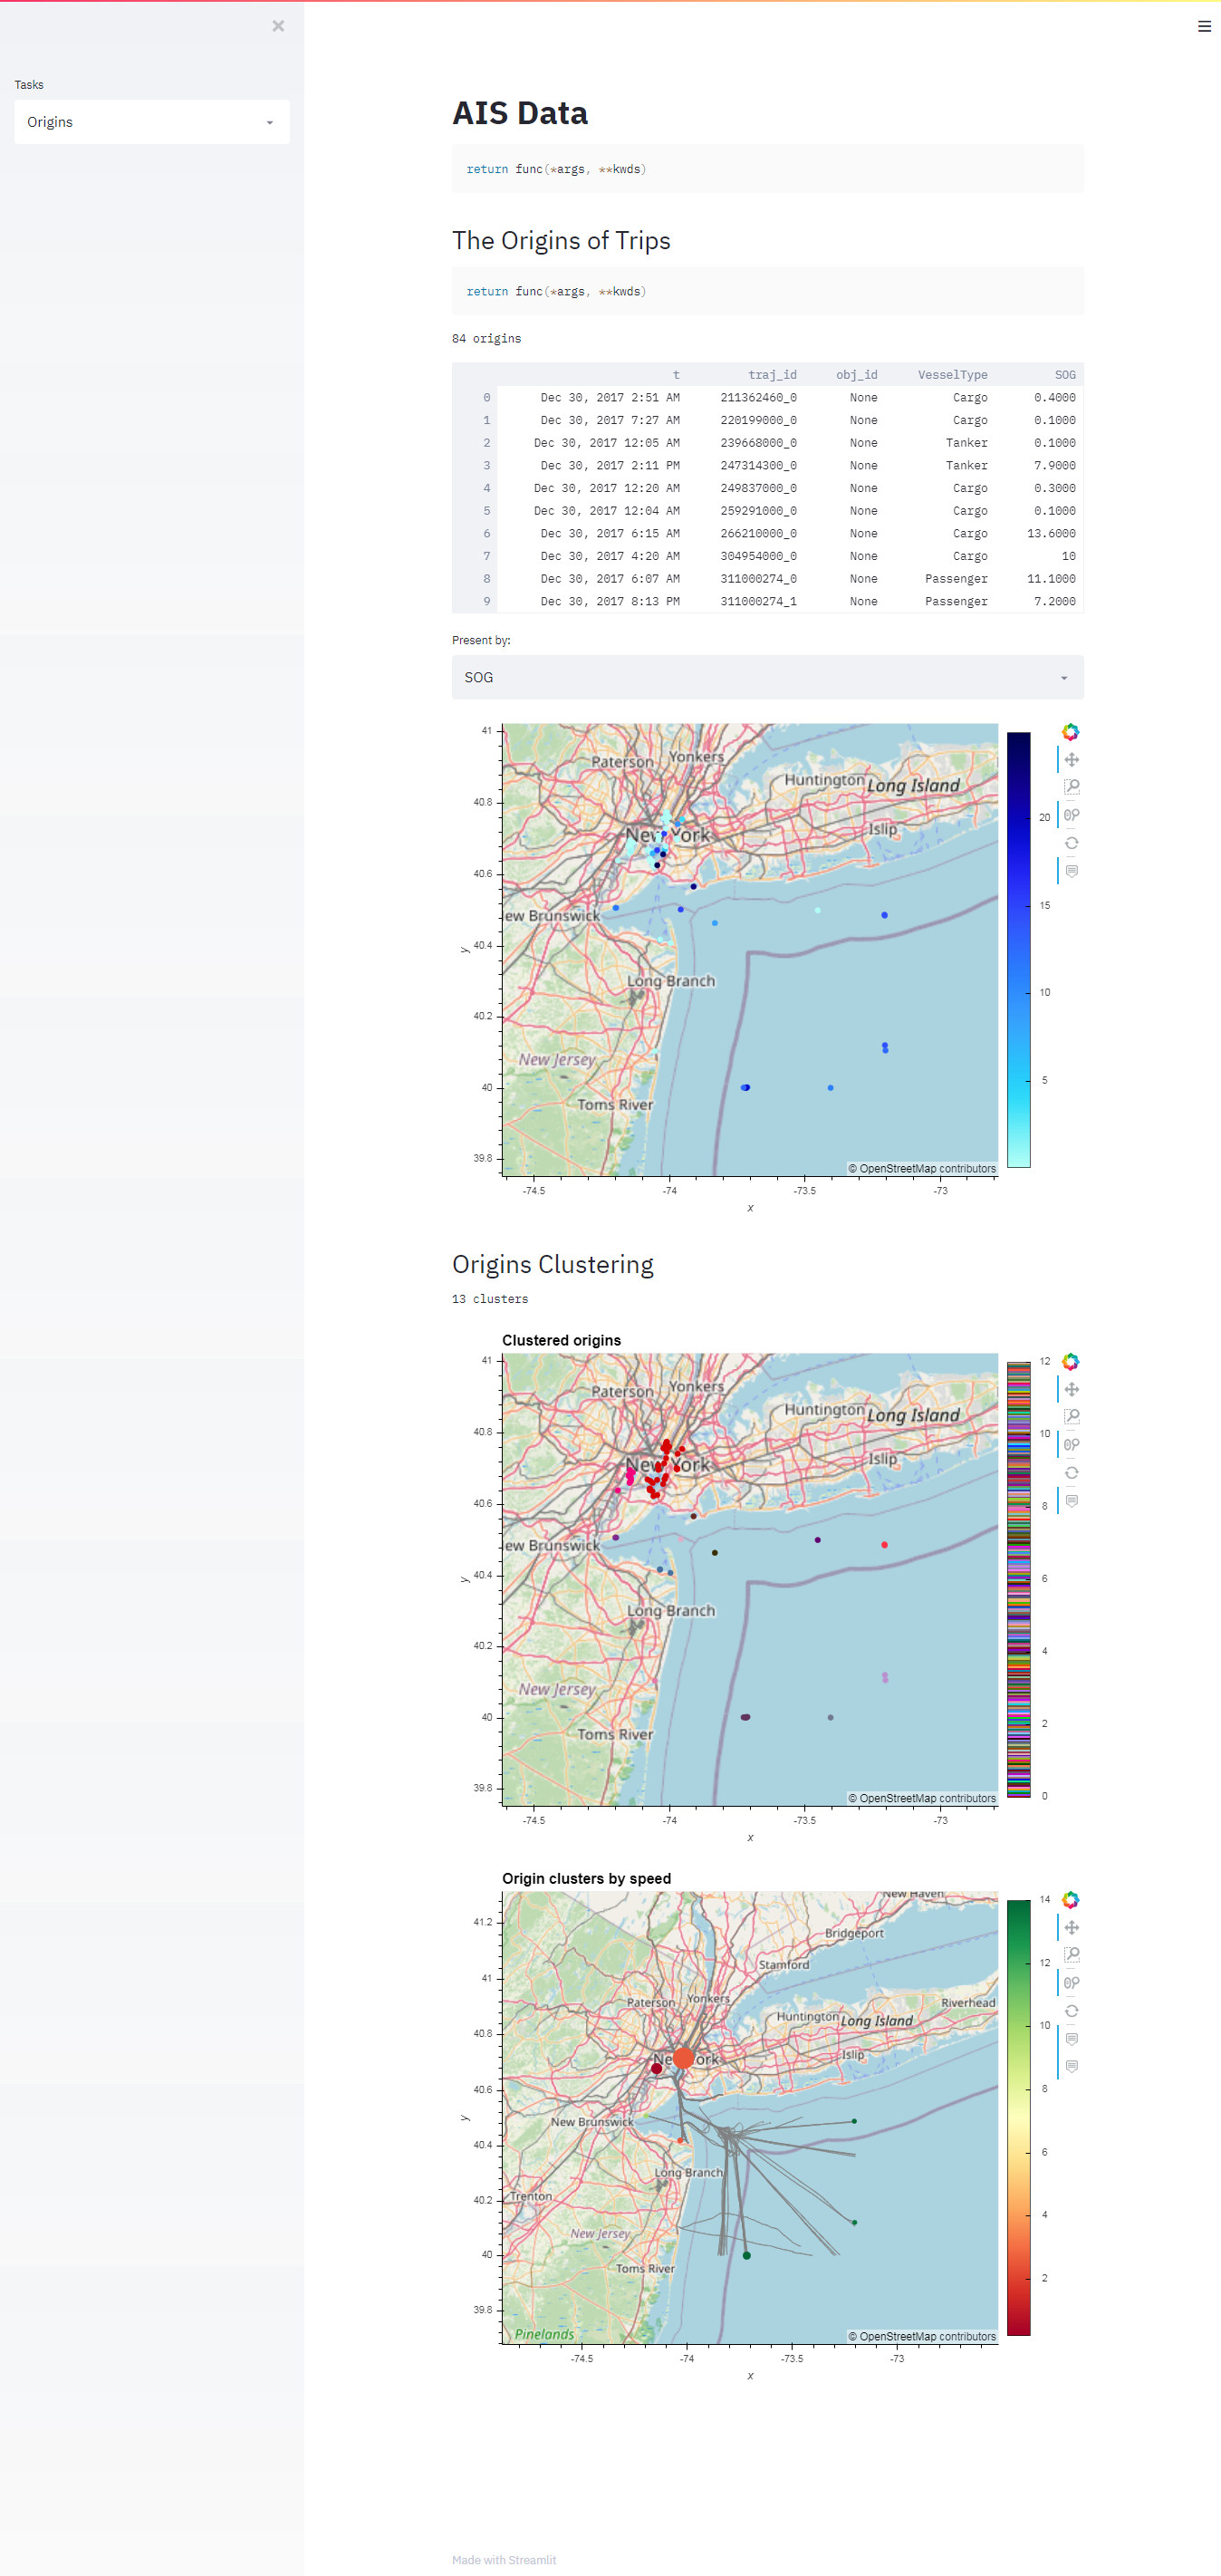 ×
Tasks
Origins
AIS Data
return func(*args, **kwds)
The Origins of Trips
return func(*args, **kwds)
84 origins
t traj_id obj_id VesselType SOG
0 Dec 30, 2017 2:51 AM 211362460_0 None Cargo 0.4000
1 Dec 30, 2017 7:27 AM 220199000_0 None Cargo 0.1000
2 Dec 30, 2017 12:05 AM 239668000_0 None Tanker 0.1000
3 Dec 30, 2017 2:11 PM 247314300_0 None Tanker 7.9000
4 Dec 30, 2017 12:20 AM 249837000_0 None Cargo 0.3000
5 Dec 30, 2017 12:04 AM 259291000_0 None Cargo 0.1000
6 Dec 30, 2017 6:15 AM 266210000_0 None Cargo 13.6000
7 Dec 30, 2017 4:20 AM 304954000_0 None Cargo 10
8 Dec 30, 2017 6:07 AM 311000274_0 None Passenger 11.1000
9 Dec 30, 2017 8:13 PM 311000274_1 None Passenger 7.2000
Present by:
SOG
41
Paterson Yonkers
Huntington Long Island
40.8
20
New York
Islip
40.6
15
ew Brunswick
40.4
y
Long Branch
10
40.2
New Jersey
5
40
Toms River
39.8
© OpenStreetMap contributors
-74.5 -74 -73.5 -73
x
Origins Clustering
13 clusters
Clustered origins
41
12
Paterson Yonkers
Huntington Long Island
40.8
10
New York
Islip
40.6
8
ew Brunswick
40.4
y
6
Long Branch
40.2
4
New Jersey
40
2
Toms River
39.8
0
© OpenStreetMap contributors
-74.5 -74 -73.5 -73
x
Origin clusters by speed
New Haven
14
41.2
Bridgeport
12
Stamford
41
Paterson Yonkers
Riverhead
Huntington Long Island
10
40.8
New York
Islip
40.6
8
New Brunswick
y
40.4
6
Long Branch
40.2
Trenton
4
New Jersey
40
Toms River
2
39.8
Pinelands
© OpenStreetMap contributors
-74.5 -74 -73.5 -73
x
Made with Streamlit